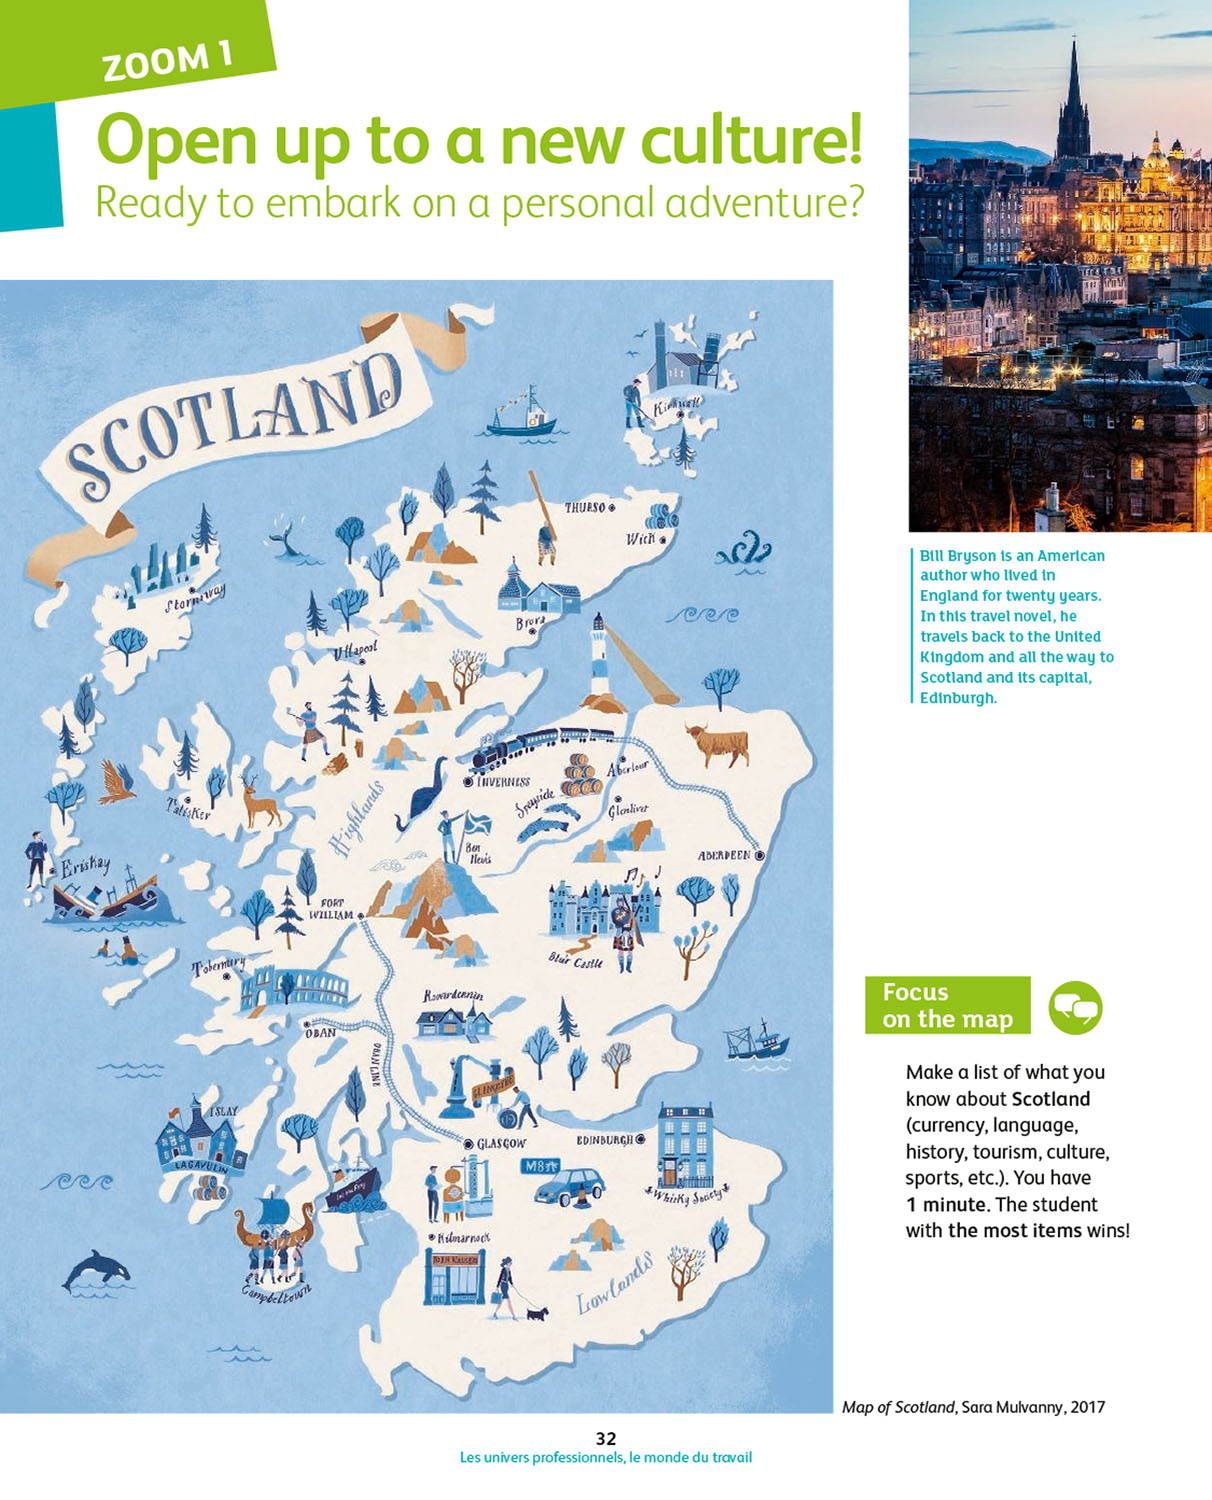 ZOOM 1
Open up to a new culture!
Ready to embark on a personal adventure?
SCOTLAND
Kirkwall
THURSO
Wick
Stornoway
Brora
Ullapool
INVERNESS
Aberlour
Speyside
Glenlivet
Talisker
Highlands
Ben
Nevis
ABERDEEN
Eriskay
FORT
WILLIAM
Blair Castle
Tobermory
Rowardennan
OBAN
OBAN LINE
GLENGOYNE
ISLAY
LAGAVULIN
GLASGOW
EDINBURGH
M8
Whisky Society
Kilmarnock
Campbeltown
Lowlands
Bill Bryson is an American
author who lived in
England for twenty years.
In this travel novel, he
travels back to the United
Kingdom and all the way to
Scotland and its capital,
Edinburgh.
Focus
on the map
Make a list of what you
know about Scotland
(currency, language,
history, tourism, culture,
sports, etc.). You have
1 minute. The student
with the most items wins!
Map of Scotland, Sara Mulvanny, 2017
32
Les univers professionnels, le monde du travail